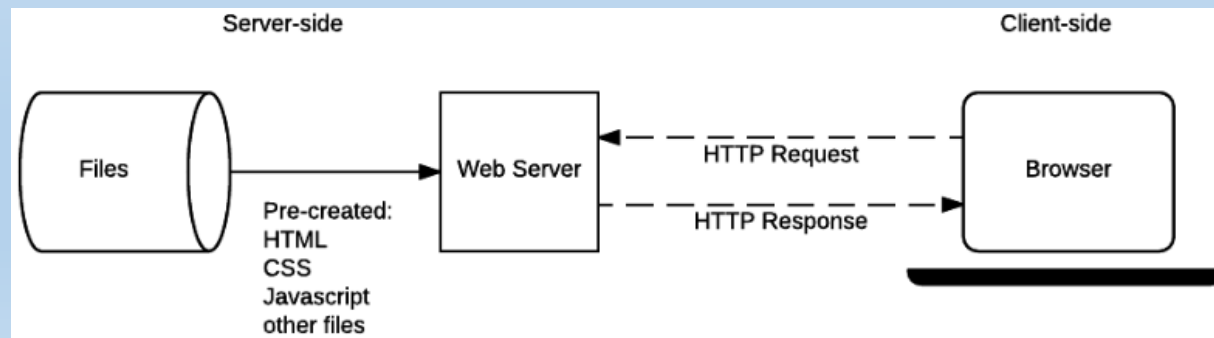 Server-side
Client-side
Files
Web Server
HTTP Request
Browser
HTTP Response
Pre-created:
HTML
CSS
Javascript
other files